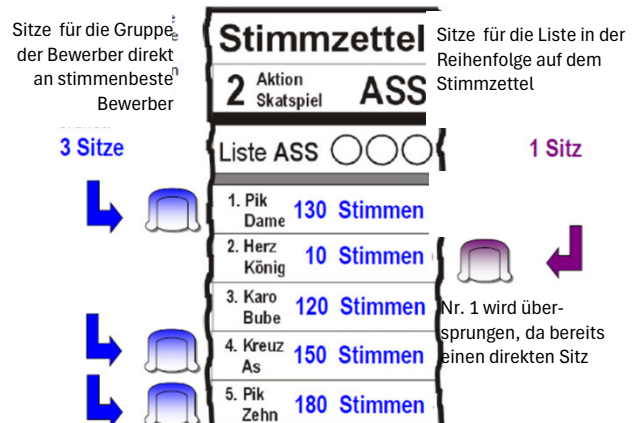 Sitze für die Gruppe
der Bewerber direkt
an stimmenbeste
Bewerber
Stimmzettel
2 Aktion
Skatspiel
ASS
Sitze für die Liste in der
Reihenfolge auf dem
Stimmzettel
3 Sitze
Liste ASS
1 Sitz
1. Pik
Dame
130 Stimmen
2. Herz
König
10 Stimmen
3. Karo
Bube
120 Stimmen
Nr. 1 wird über-
sprungen, da bereits
einen direkten Sitz
4. Kreuz
As
150 Stimmen
5. Pik
Zehn
180 Stimmen